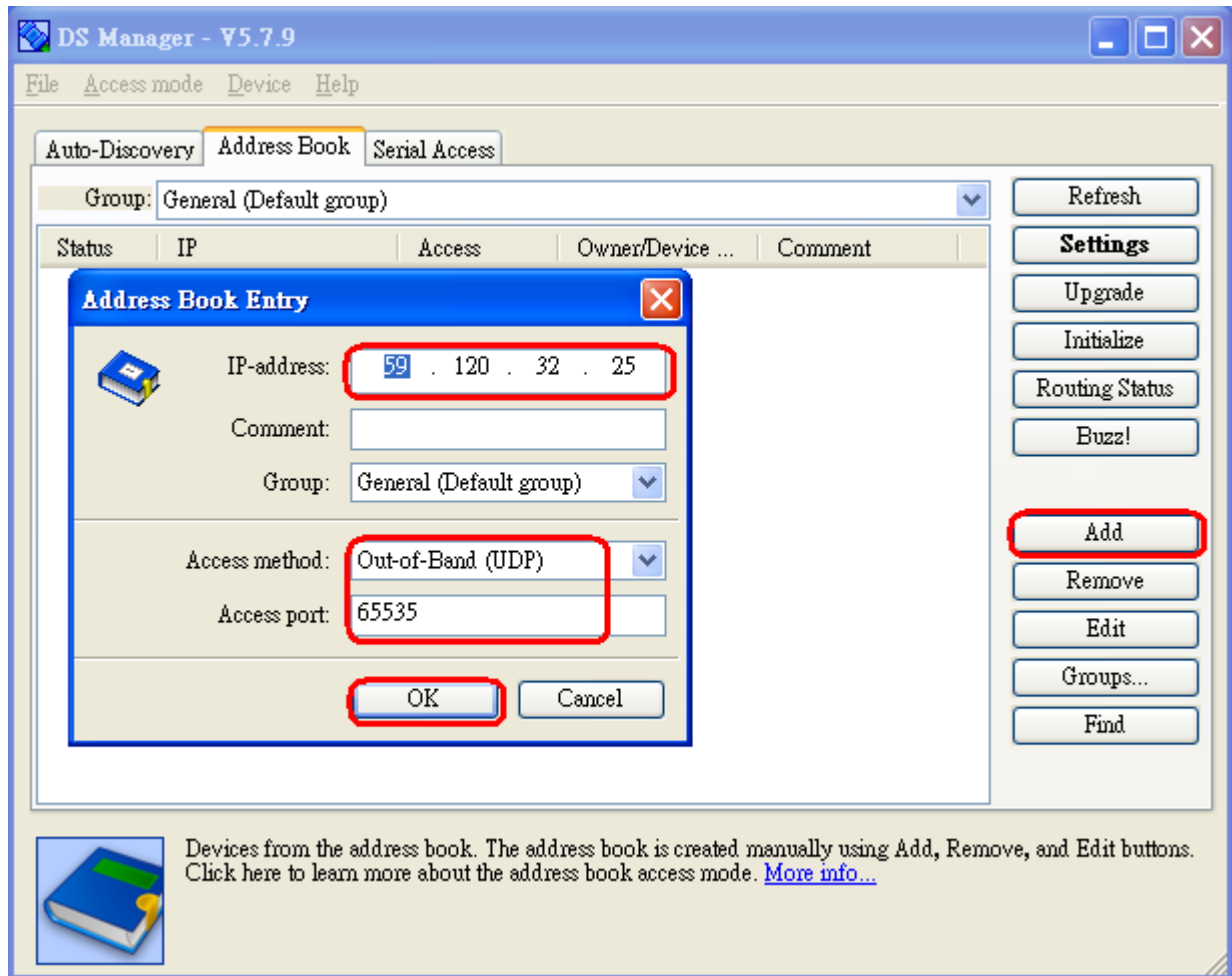 DS Manager - V5.7.9
File Access mode Device Help
Auto-Discovery Address Book Serial Access
Group: General (Default group)
Refresh
Status IP Access Owner/Device ... Comment
Settings
Address Book Entry
Upgrade
Initialize
IP-address: 59 . 120 . 32 . 25
Routing Status
Comment:
Buzz!
Group: General (Default group)
Add
Access method: Out-of-Band (UDP)
Remove
Access port: 65535
Edit
Groups...
OK Cancel
Find
Devices from the address book. The address book is created manually using Add, Remove, and Edit buttons.
Click here to learn more about the address book access mode. More info...